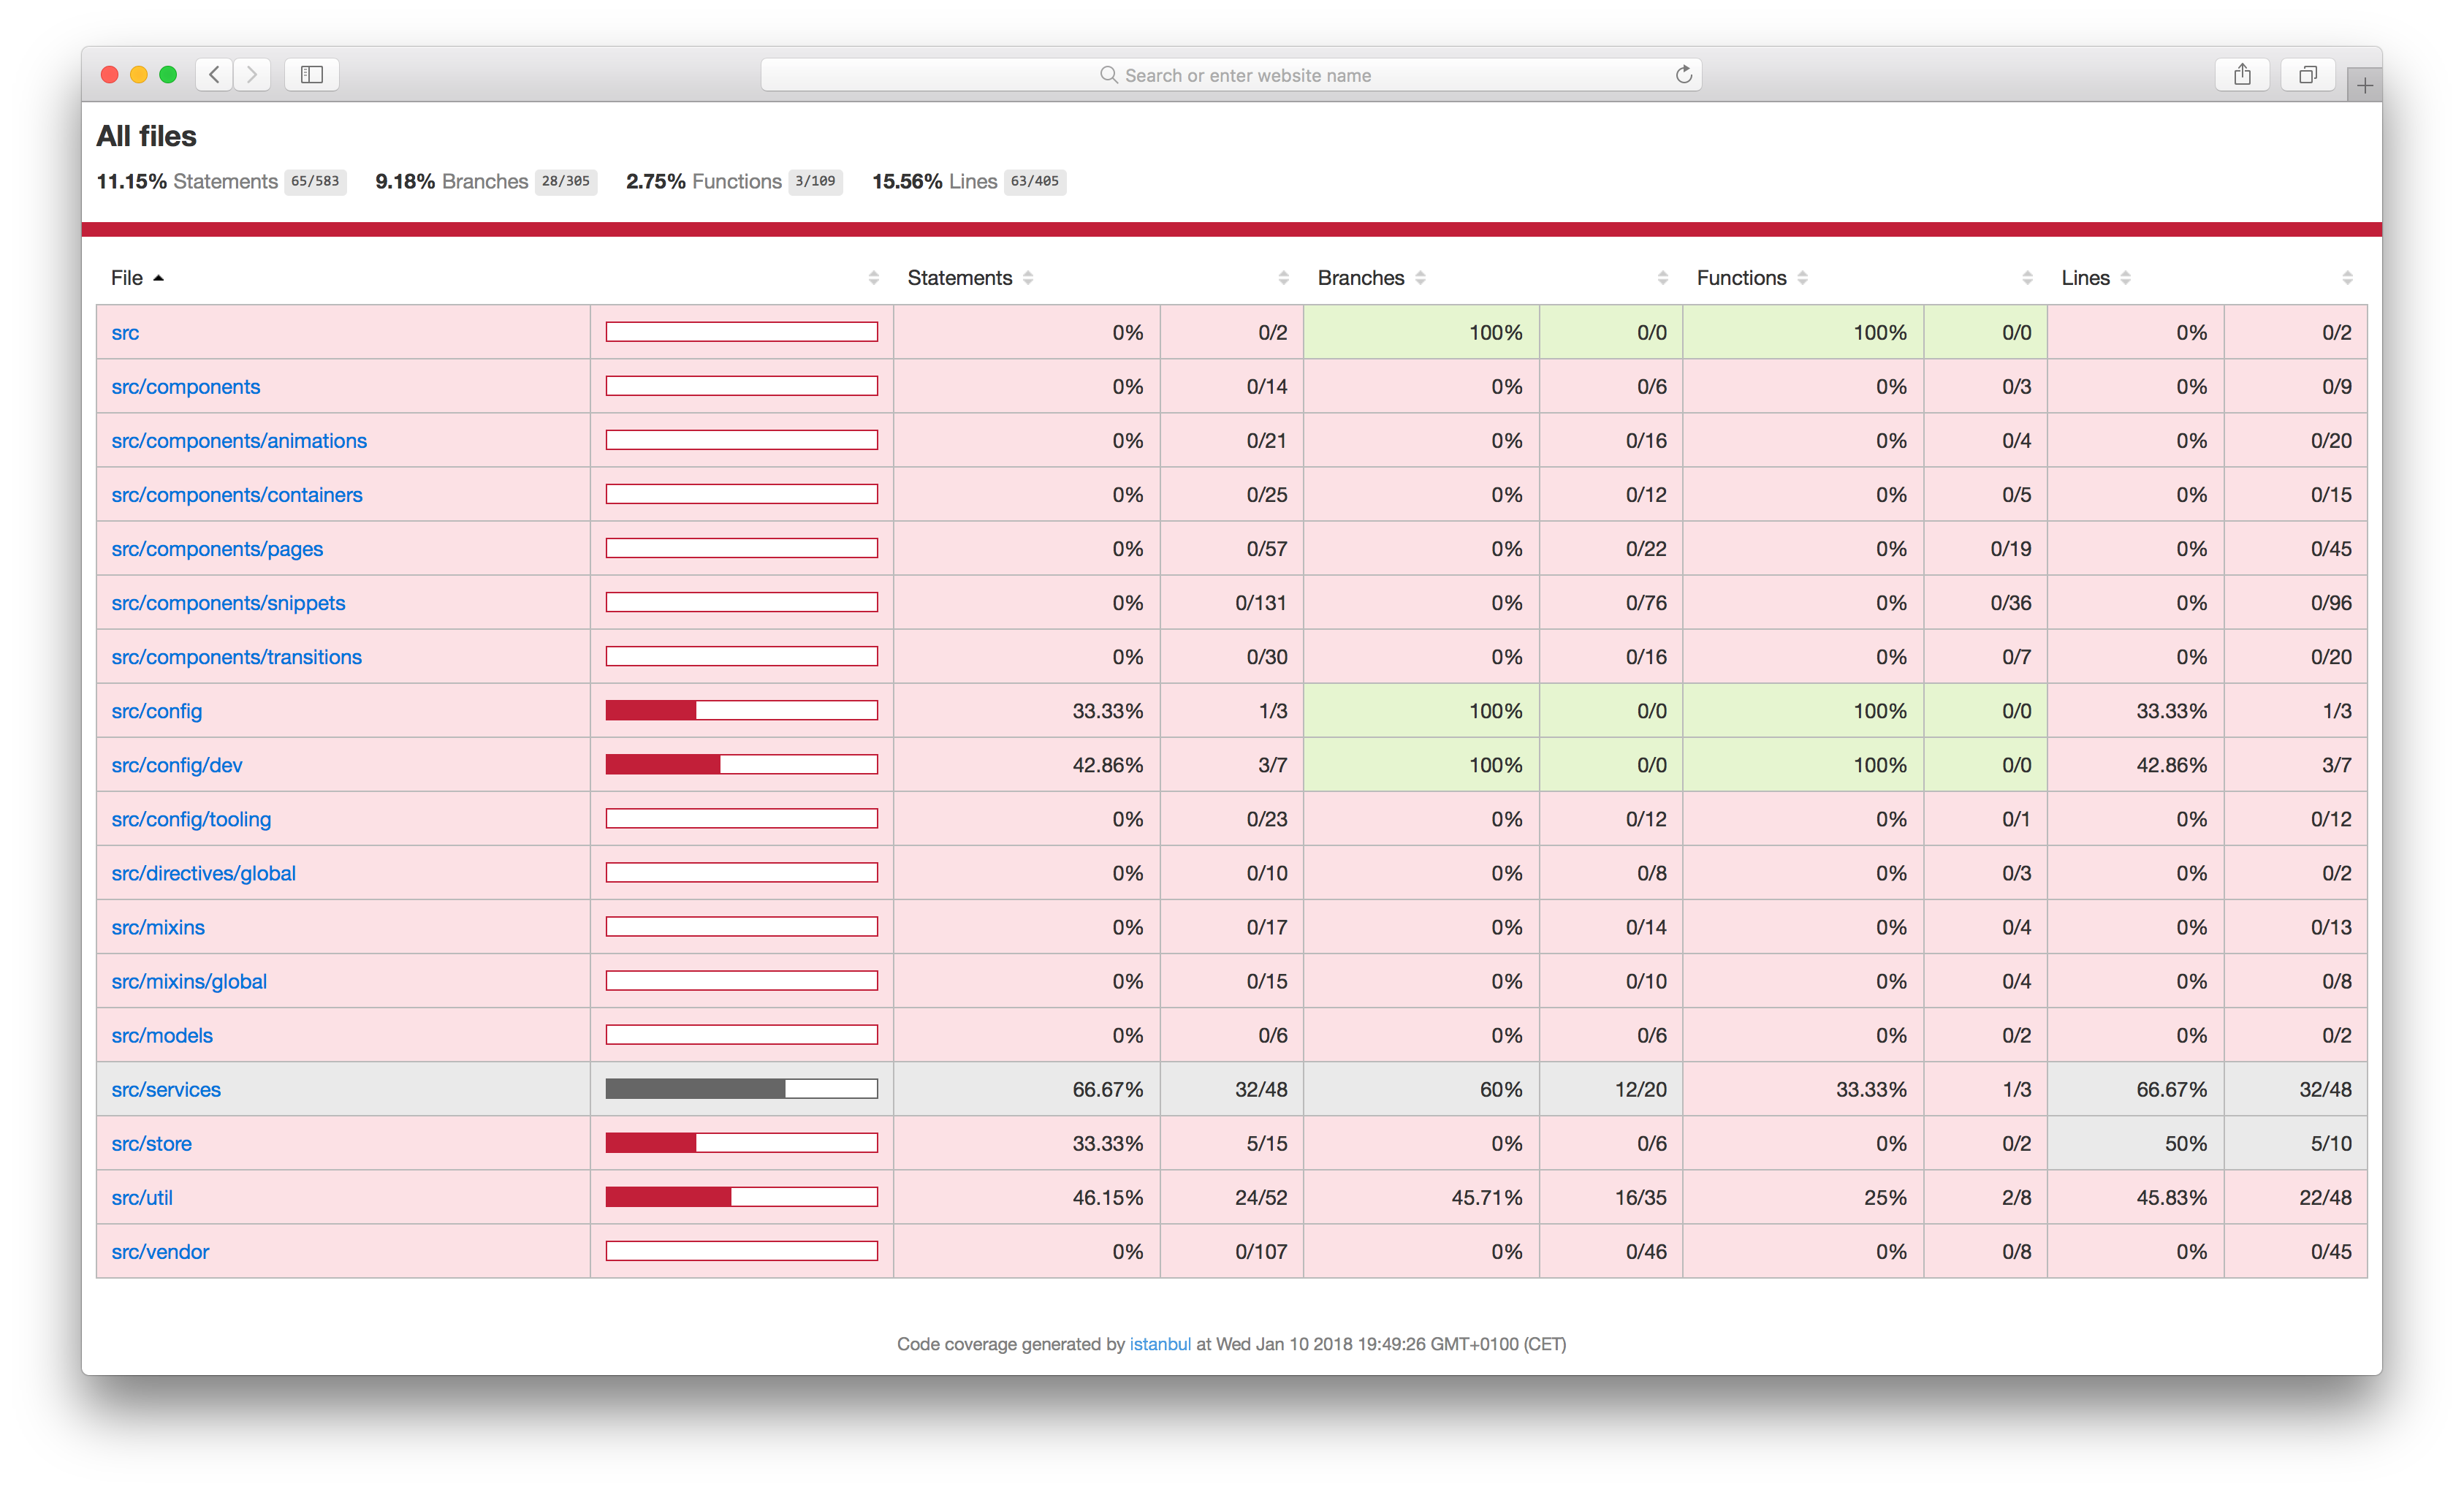 Search or enter website name
All files
11.15% Statements 65/583 9.18% Branches 28/305 2.75% Functions 3/109 15.56% Lines 63/405
File Statements Branches Functions Lines
src 0% 0/2 100% 0/0 100% 0/0 0% 0/2
src/components 0% 0/14 0% 0/6 0% 0/3 0% 0/9
src/components/animations 0% 0/21 0% 0/16 0% 0/4 0% 0/20
src/components/containers 0% 0/25 0% 0/12 0% 0/5 0% 0/15
src/components/pages 0% 0/57 0% 0/22 0% 0/19 0% 0/45
src/components/snippets 0% 0/131 0% 0/76 0% 0/36 0% 0/96
src/components/transitions 0% 0/30 0% 0/16 0% 0/7 0% 0/20
src/config 33.33% 1/3 100% 0/0 100% 0/0 33.33% 1/3
src/config/dev 42.86% 3/7 100% 0/0 100% 0/0 42.86% 3/7
src/config/tooling 0% 0/23 0% 0/12 0% 0/1 0% 0/12
src/directives/global 0% 0/10 0% 0/8 0% 0/3 0% 0/2
src/mixins 0% 0/17 0% 0/14 0% 0/4 0% 0/13
src/mixins/global 0% 0/15 0% 0/10 0% 0/4 0% 0/8
src/models 0% 0/6 0% 0/6 0% 0/2 0% 0/2
src/services 66.67% 32/48 60% 12/20 33.33% 1/3 66.67% 32/48
src/store 33.33% 5/15 0% 0/6 0% 0/2 50% 5/10
src/util 46.15% 24/52 45.71% 16/35 25% 2/8 45.83% 22/48
src/vendor 0% 0/107 0% 0/46 0% 0/8 0% 0/45
Code coverage generated by istanbul at Wed Jan 10 2018 19:49:26 GMT+0100 (CET)